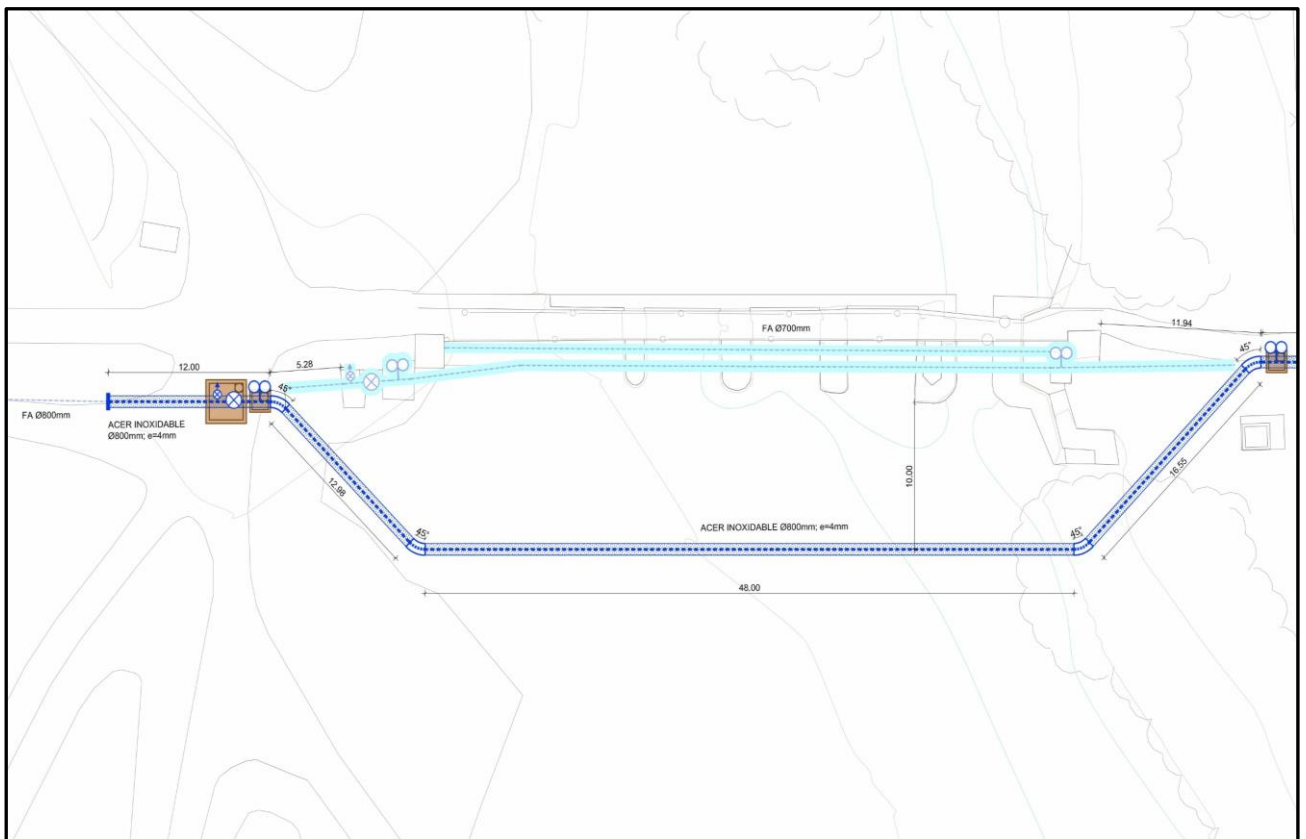 FA Ø700mm
11.94
12.00
5.28
45°
45°
FA Ø800mm
ACER INOXIDABLE
Ø800mm; e=4mm
12.98
10.00
16.55
ACER INOXIDABLE Ø800mm; e=4mm
45°
45°
48.00